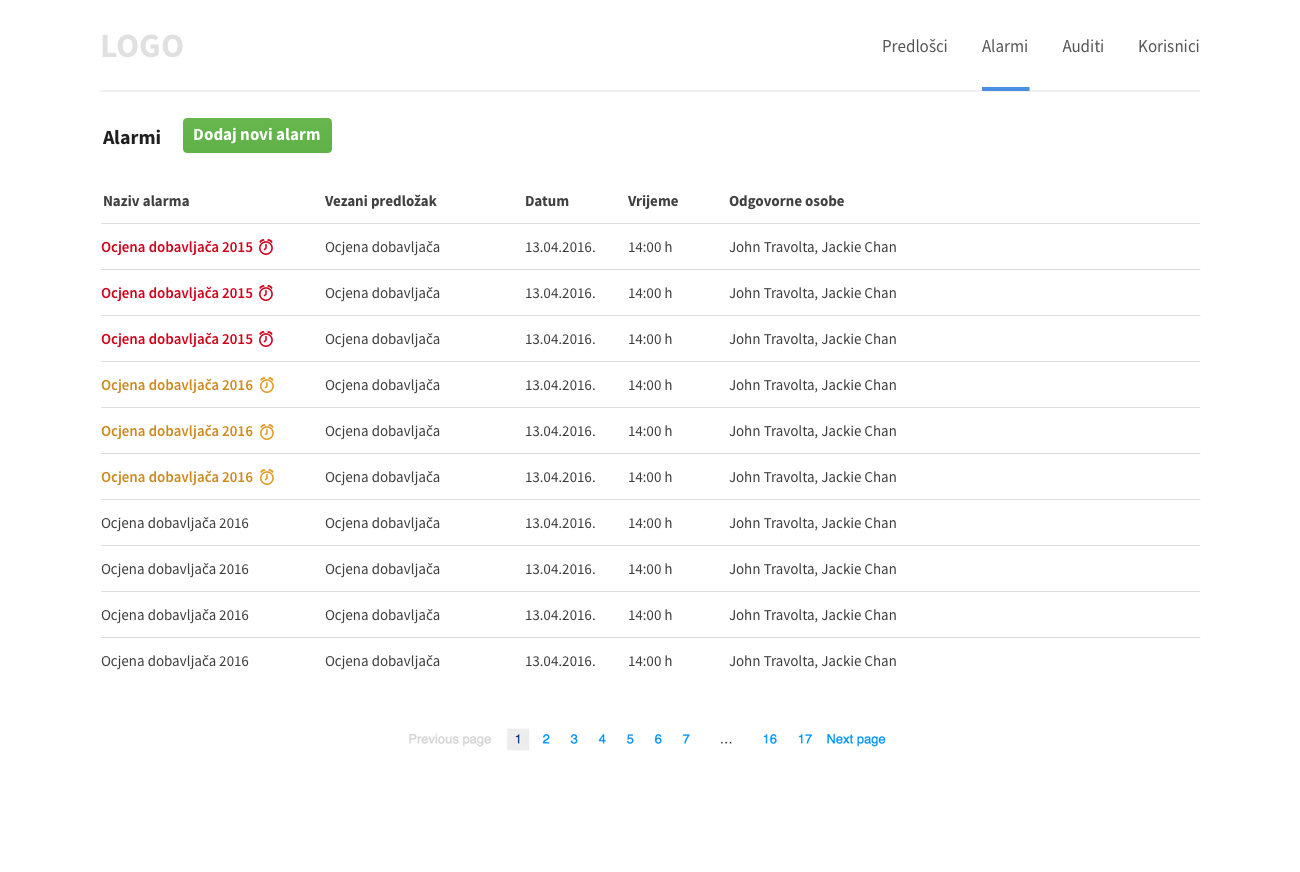 LOGO
Predlošci Alarmi Auditi Korisnici
Alarmi Dodaj novi alarm
Naziv alarma Vezani predložak Datum Vrijeme Odgovorne osobe
Ocjena dobavljača 2015 Ocjena dobavljača 13.04.2016. 14:00 h John Travolta, Jackie Chan
Ocjena dobavljača 2015 Ocjena dobavljača 13.04.2016. 14:00 h John Travolta, Jackie Chan
Ocjena dobavljača 2015 Ocjena dobavljača 13.04.2016. 14:00 h John Travolta, Jackie Chan
Ocjena dobavljača 2016 Ocjena dobavljača 13.04.2016. 14:00 h John Travolta, Jackie Chan
Ocjena dobavljača 2016 Ocjena dobavljača 13.04.2016. 14:00 h John Travolta, Jackie Chan
Ocjena dobavljača 2016 Ocjena dobavljača 13.04.2016. 14:00 h John Travolta, Jackie Chan
Ocjena dobavljača 2016 Ocjena dobavljača 13.04.2016. 14:00 h John Travolta, Jackie Chan
Ocjena dobavljača 2016 Ocjena dobavljača 13.04.2016. 14:00 h John Travolta, Jackie Chan
Ocjena dobavljača 2016 Ocjena dobavljača 13.04.2016. 14:00 h John Travolta, Jackie Chan
Ocjena dobavljača 2016 Ocjena dobavljača 13.04.2016. 14:00 h John Travolta, Jackie Chan
Previous page 1 2 3 4 5 6 7 ... 16 17 Next page